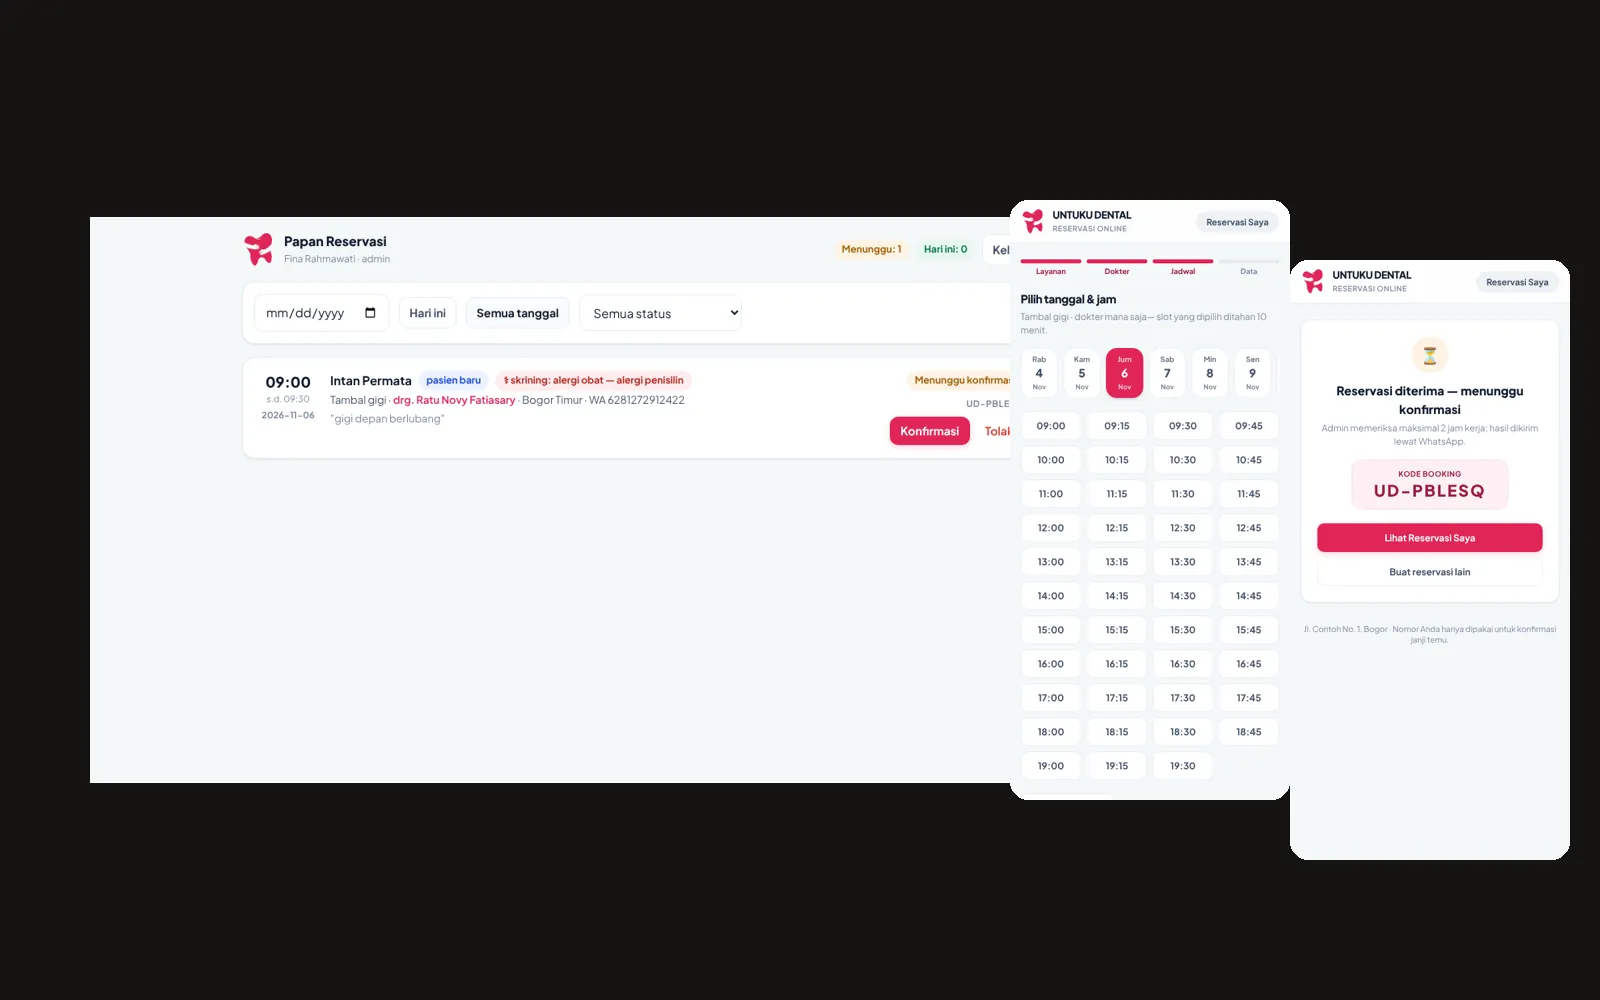 Papan Reservasi
Fina Rahmawati · admin
Menunggu: 1
Hari ini: 0
Kel
mm/dd/yyyy
Hari ini
Semua tanggal
Semua status
09:00
s.d. 09:30
2026-11-06
Intan Permata
pasien baru
⚕ skrining: alergi obat — alergi penisilin
Tambal gigi · drg. Ratu Novy Fatiasary · Bogor Timur · WA 6281272912422
"gigi depan berlubang"
Menunggu konfirmas
UD-PBLE
Konfirmasi
Tolak
UNTUKU DENTAL
RESERVASI ONLINE
Reservasi Saya
Layanan
Dokter
Jadwal
Data
Pilih tanggal & jam
Tambal gigi · dokter mana saja— slot yang dipilih ditahan 10
menit.
Rab Kam Jum Sab Min Sen
4 5 6 7 8 9
Nov Nov Nov Nov Nov Nov
09:00 09:15 09:30 09:45
10:00 10:15 10:30 10:45
11:00 11:15 11:30 11:45
12:00 12:15 12:30 12:45
13:00 13:15 13:30 13:45
14:00 14:15 14:30 14:45
15:00 15:15 15:30 15:45
16:00 16:15 16:30 16:45
17:00 17:15 17:30 17:45
18:00 18:15 18:30 18:45
19:00 19:15 19:30
UNTUKU DENTAL
RESERVASI ONLINE
Reservasi Saya
Reservasi diterima — menunggu
konfirmasi
Admin memeriksa maksimal 2 jam kerja; hasil dikirim
lewat WhatsApp.
KODE BOOKING
UD-PBLESQ
Lihat Reservasi Saya
Buat reservasi lain
Jl. Contoh No. 1, Bogor · Nomor Anda hanya dipakai untuk konfirmasi
janji temu.